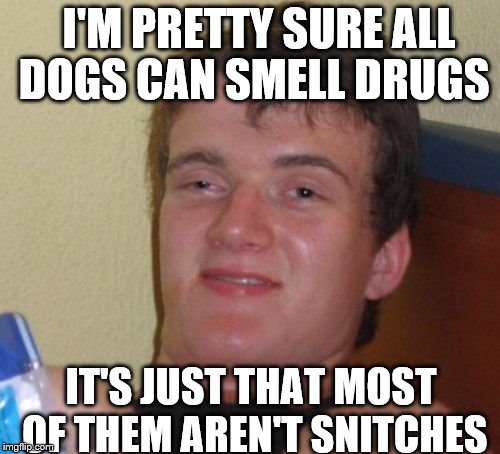 I'M PRETTY SURE ALL
DOGS CAN SMELL DRUGS
IT'S JUST THAT MOST
OF THEM AREN'T SNITCHES
imgflip.com